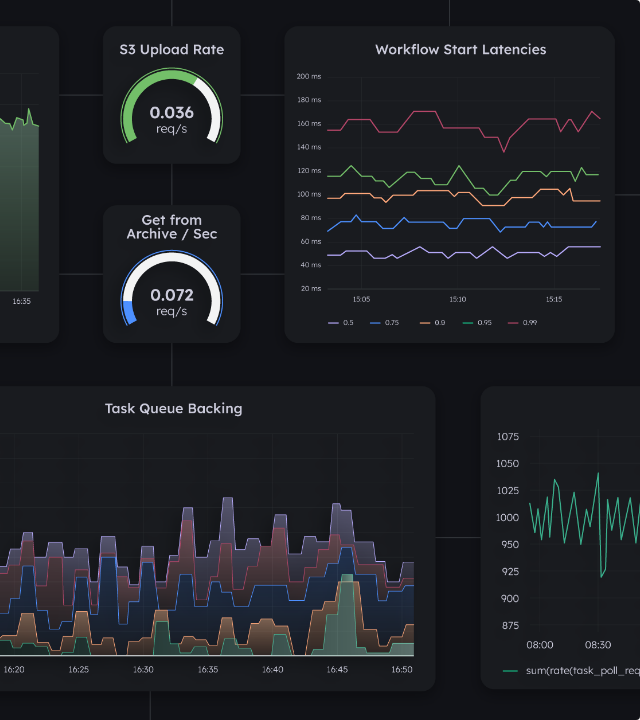 S3 Upload Rate
0.036
req/s
Get from
Archive / Sec
0.072
req/s
16:35
Workflow Start Latencies
200 ms
180 ms
160 ms
140 ms
120 ms
100 ms
80 ms
60 ms
40 ms
20 ms
15:05 15:10 15:15
0.5 0.75 0.9 0.95 0.99
Task Queue Backing
16:20 16:25 16:30 16:35 16:40 16:45 16:50
1075
1050
1025
1000
950
925
900
875
08:00 08:30
sum(rate(task_poll_req